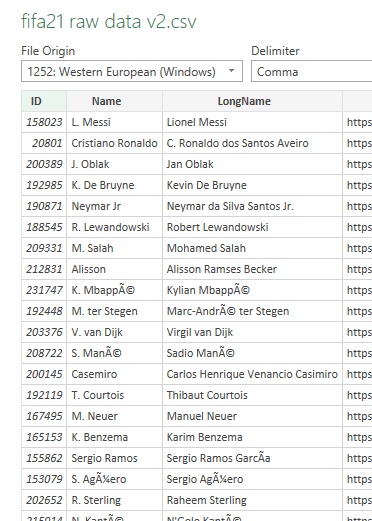 fifa21 raw data v2.csv
File Origin Delimiter
1252: Western European (Windows) Comma
ID Name LongName
158023 L. Messi Lionel Messi https
20801 Cristiano Ronaldo C. Ronaldo dos Santos Aveiro https
200389 J. Oblak Jan Oblak https
192985 K. De Bruyne Kevin De Bruyne https
190871 Neymar Jr Neymar da Silva Santos Jr. https
188545 R. Lewandowski Robert Lewandowski https
209331 M. Salah Mohamed Salah https
212831 Alisson Alisson Ramses Becker https
231747 K. MbappÃ© Kylian MbappÃ© https
192448 M. ter Stegen Marc-AndrÃ© ter Stegen https
203376 V. van Dijk Virgil van Dijk https
208722 S. ManÃ© Sadio ManÃ© https
200145 Casemiro Carlos Henrique Venancio Casimiro https
192119 T. Courtois Thibaut Courtois https
167495 M. Neuer Manuel Neuer https
165153 K. Benzema Karim Benzema https
155862 Sergio Ramos Sergio Ramos GarcÃ­a https
153079 S. AgÃ¼ero Sergio AgÃ¼ero https
202652 R. Sterling Raheem Sterling https
215914 N. KantÃ© N'Golo KantÃ© https